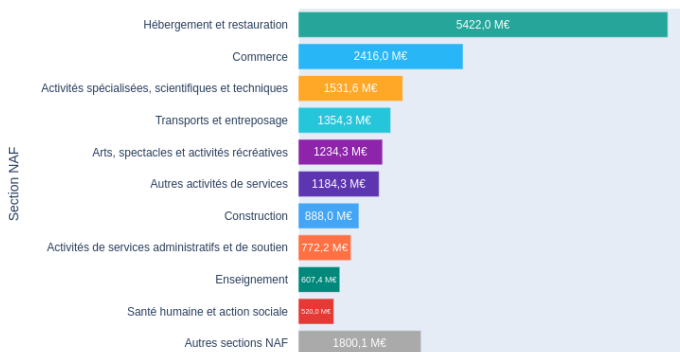 Hébergement et restauration 5422,0 M€
Commerce 2416,0 M€
Activités spécialisées, scientifiques et techniques 1531,6 M€
Transports et entreposage 1354,3 M€
Arts, spectacles et activités récréatives 1234,3 M€
Autres activités de services 1184,3 M€
Construction 888,0 M€
Activités de services administratifs et de soutien 772,2 M€
Enseignement 607,4 M€
Santé humaine et action sociale 520,0 M€
Autres sections NAF 1800,1 M€
Section NAF